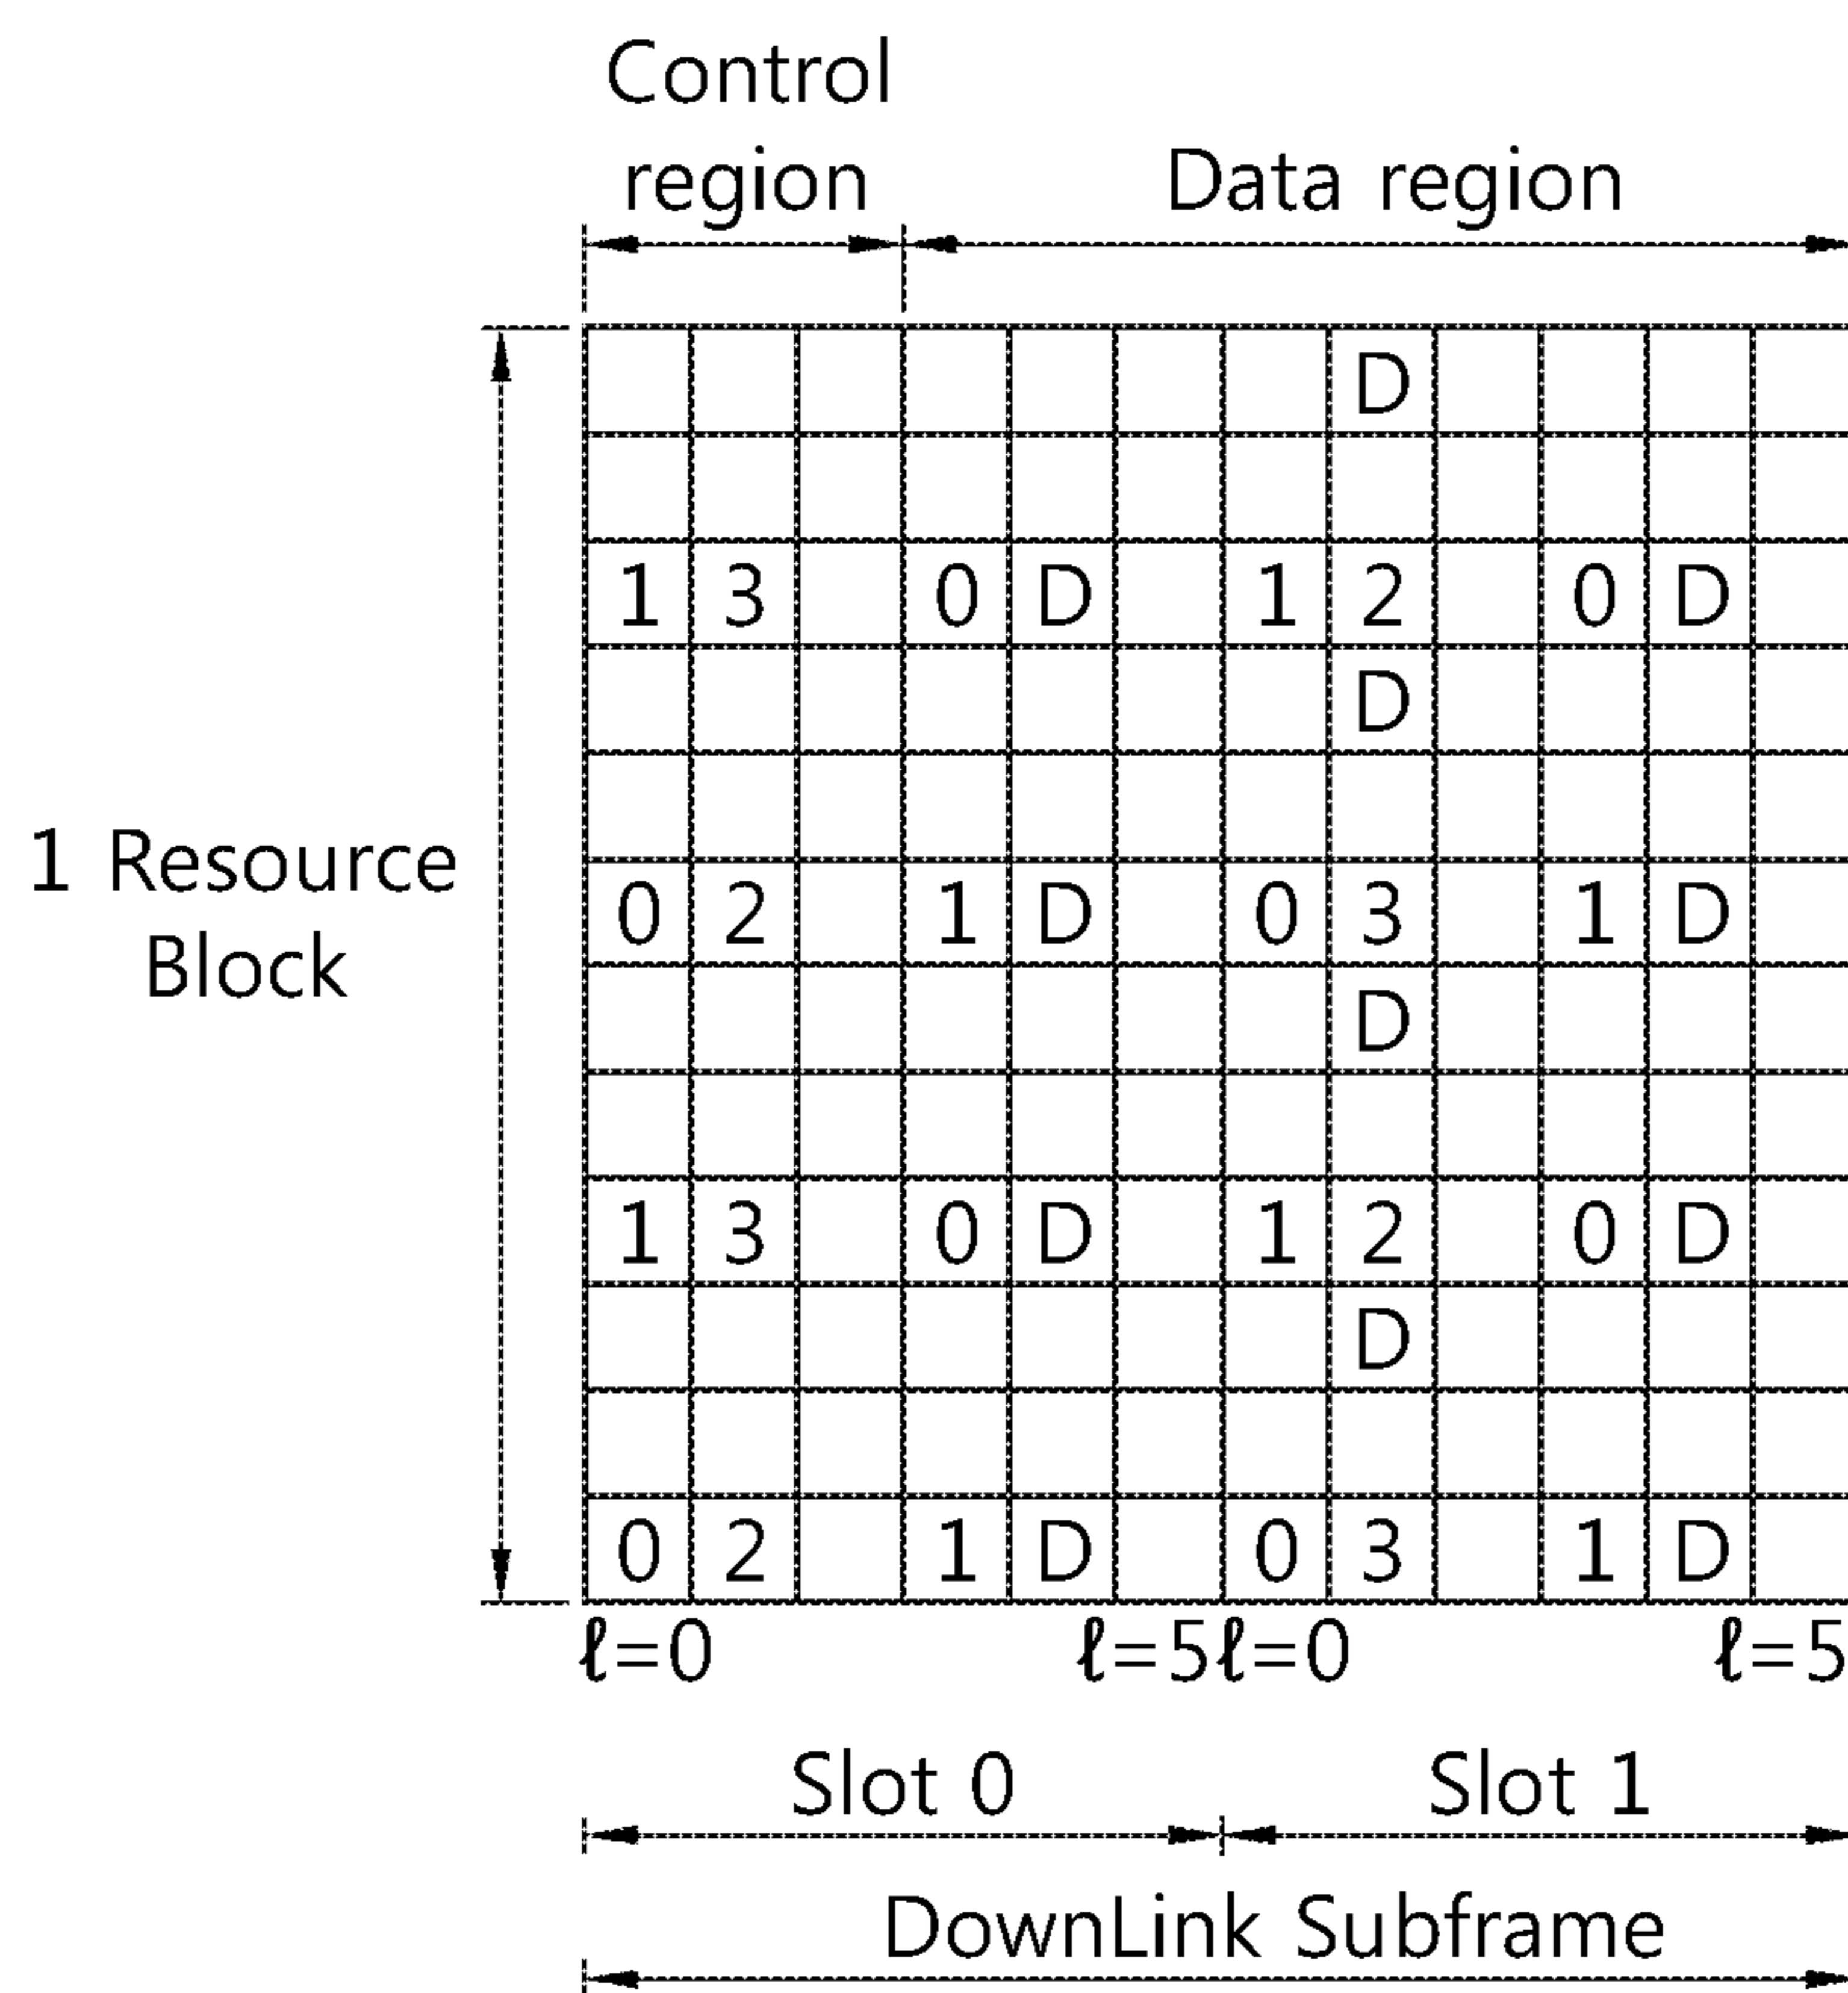 Control
region
Data region
D
1 3 0 D 1 2 0 D
D
1 Resource
Block
0 2 1 D 0 3 1 D
D
1 3 0 D 1 2 0 D
D
0 2 1 D 0 3 1 D
ℓ=0 ℓ=5 ℓ=0 ℓ=5
Slot 0 Slot 1
DownLink Subframe